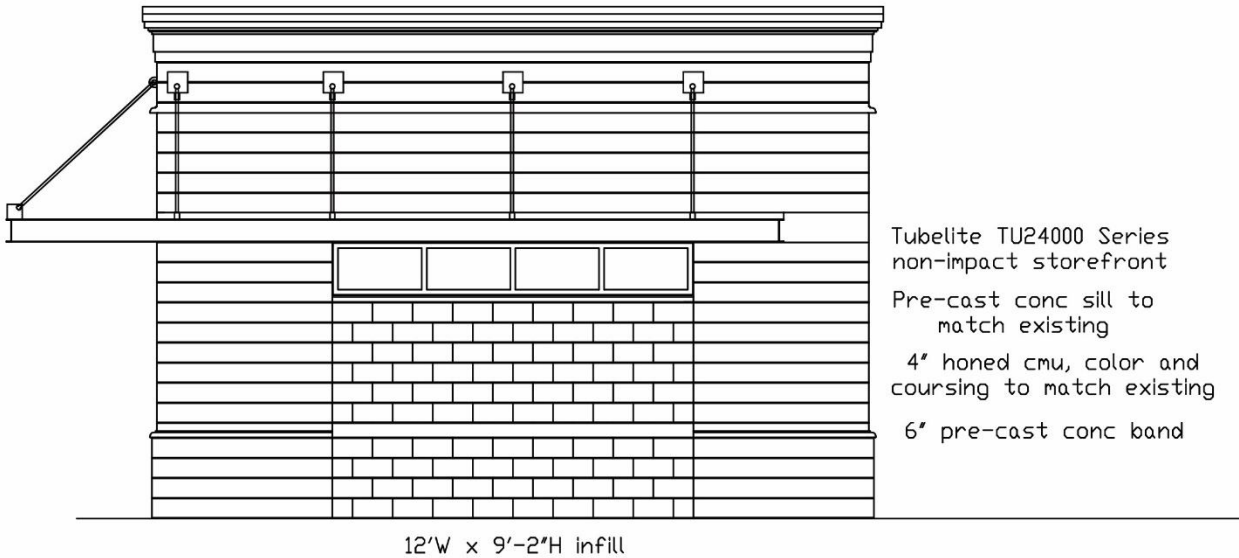 Tubelite TU24000 Series
non-impact storefront
Pre-cast conc sill to
match existing
4" honed cmu, color and
coursing to match existing
6" pre-cast conc band
12'W x 9'-2"H infill